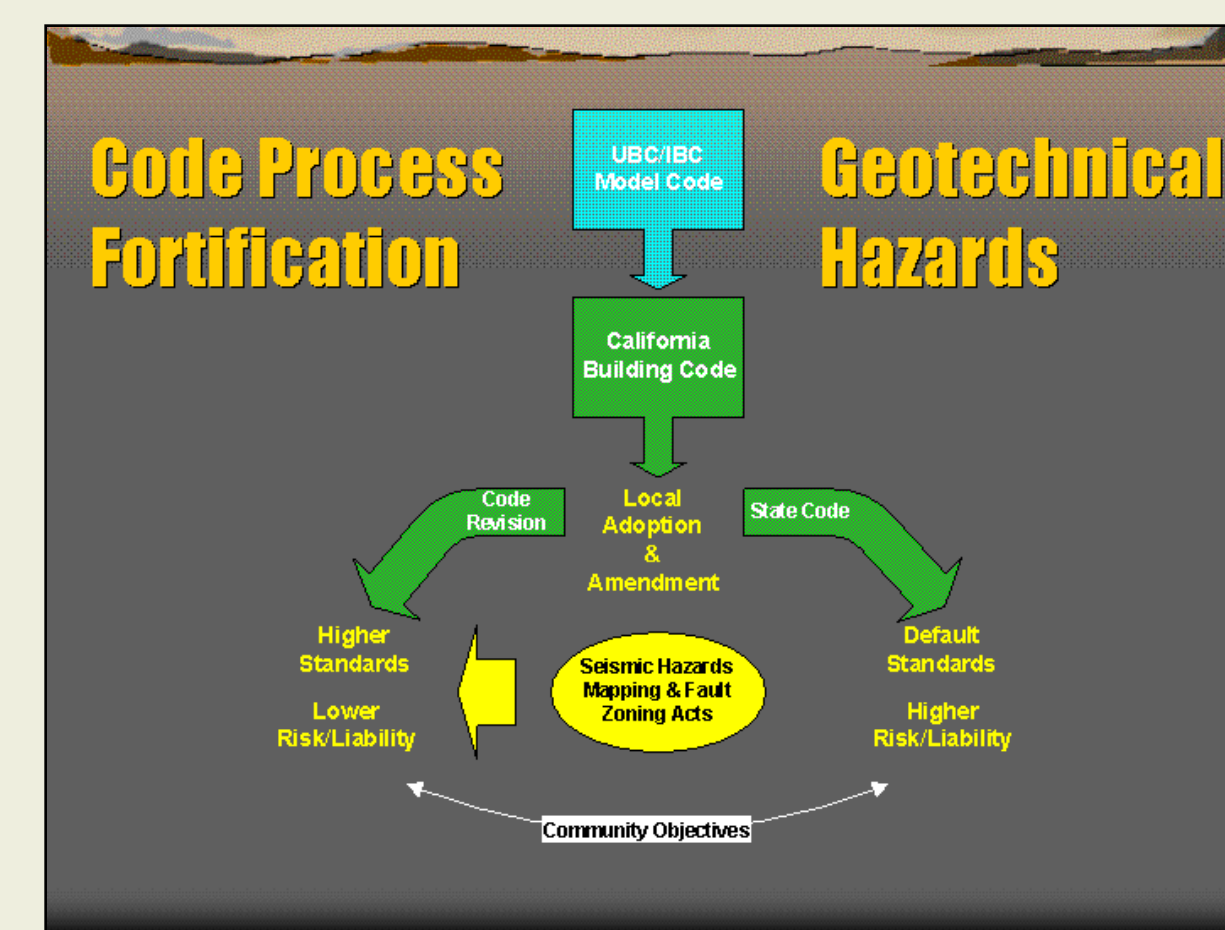 Code Process
Fortification
Geotechnical
Hazards
UBC/IBC
Model Code
California
Building Code
Code
Revision
Local
Adoption
&
Amendment
State Code
Higher
Standards
Lower
Risk/Liability
Seismic Hazards
Mapping & Fault
Zoning Acts
Default
Standards
Higher
Risk/Liability
Community Objectives